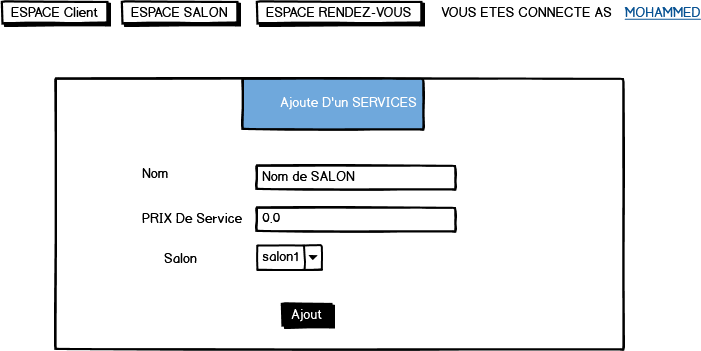 ESPACE Client ESPACE SALON ESPACE RENDEZ-VOUS VOUS ETES CONNECTE AS MOHAMMED
Ajoute D'un SERVICES
Nom Nom de SALON
PRIX De Service 0.0
Salon salon1
Ajout